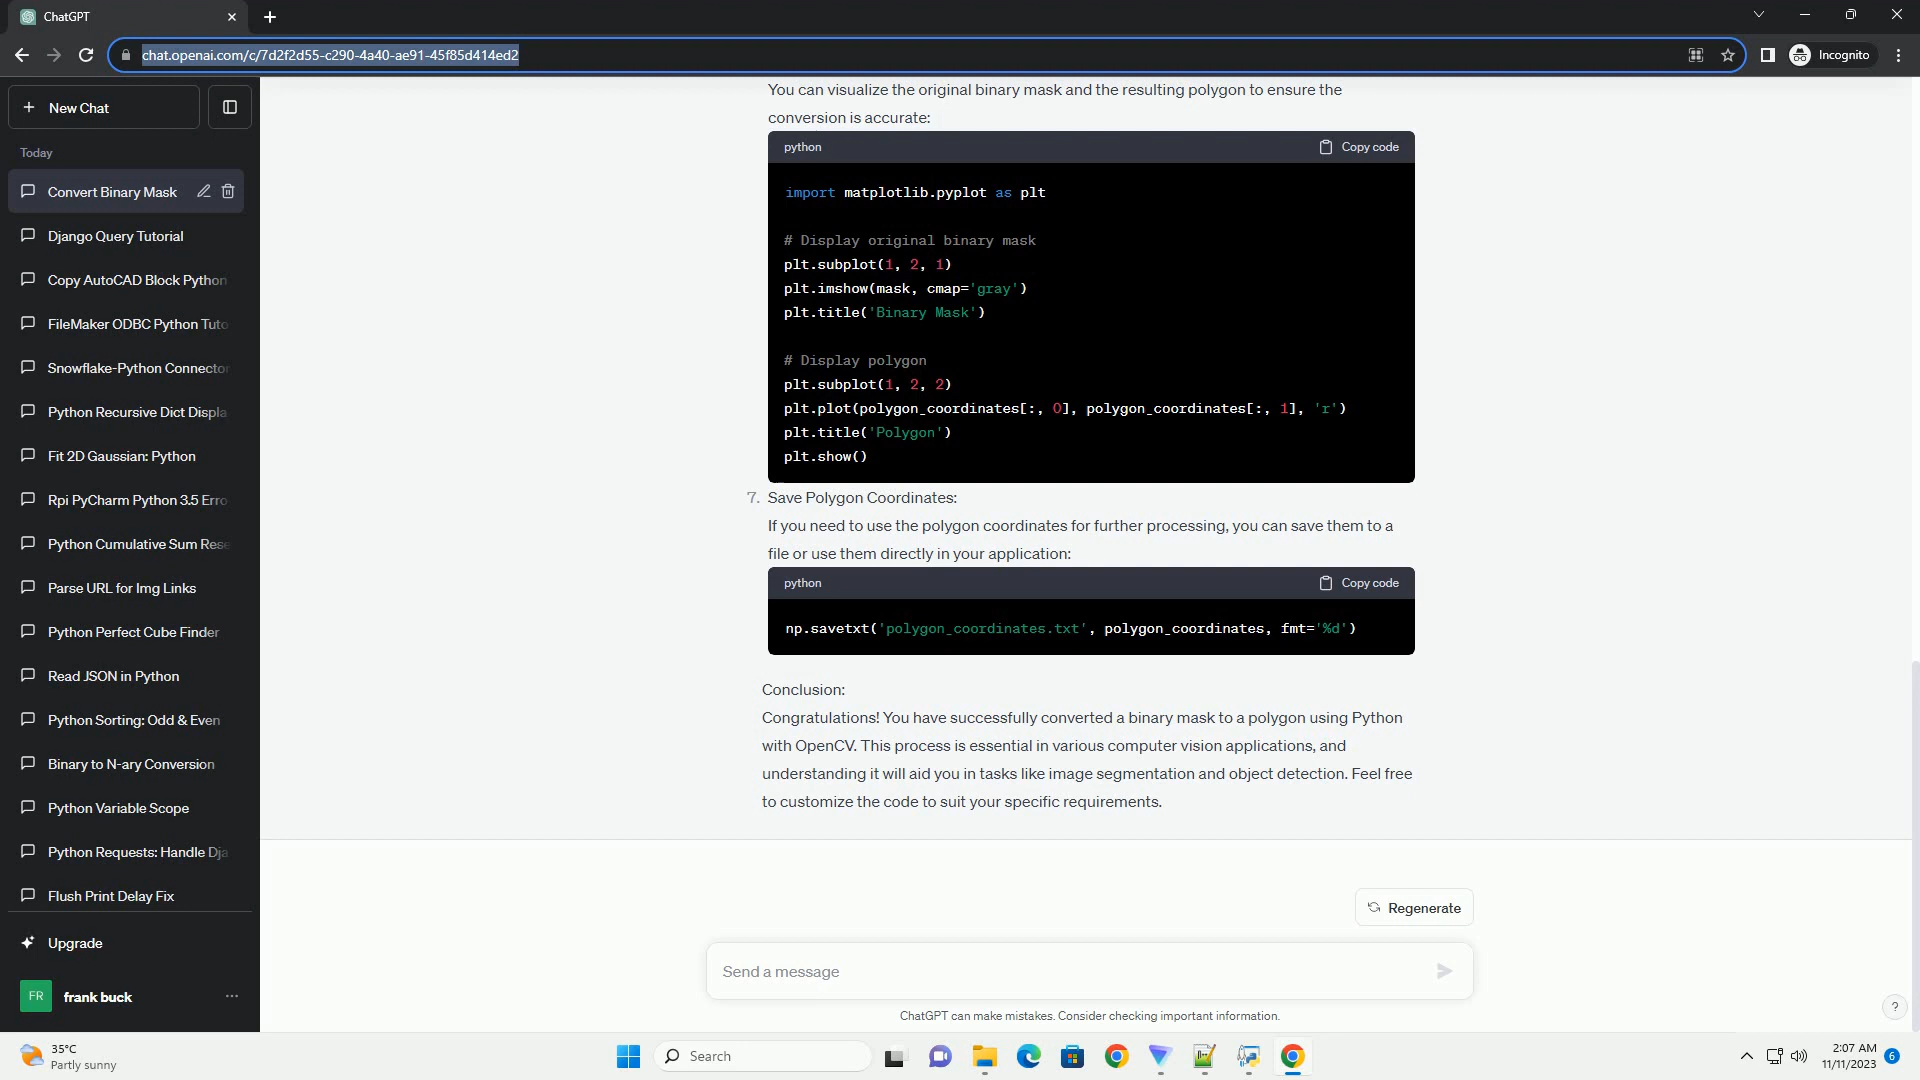 ChatGPT
chat.openai.com/c/7d2f2d55-c290-4a40-ae91-45f85d414ed2
Incognito
New Chat
Today
Convert Binary Mask
Django Query Tutorial
Copy AutoCAD Block Python
FileMaker ODBC Python Tuto
Snowflake-Python Connector
Python Recursive Dict Displa
Fit 2D Gaussian: Python
Rpi PyCharm Python 3.5 Erro
Python Cumulative Sum Rese
Parse URL for Img Links
Python Perfect Cube Finder
Read JSON in Python
Python Sorting: Odd & Even
Binary to N-ary Conversion
Python Variable Scope
Python Requests: Handle Dja
Flush Print Delay Fix
Upgrade
FR frank buck
You can visualize the original binary mask and the resulting polygon to ensure the
conversion is accurate:
python Copy code
import matplotlib.pyplot as plt
# Display original binary mask
plt.subplot(1, 2, 1)
plt.imshow(mask, cmap='gray')
plt.title('Binary Mask')
# Display polygon
plt.subplot(1, 2, 2)
plt.plot(polygon_coordinates[:, 0], polygon_coordinates[:, 1], 'r')
plt.title('Polygon')
plt.show()
7. Save Polygon Coordinates:
If you need to use the polygon coordinates for further processing, you can save them to a
file or use them directly in your application:
python Copy code
np.savetxt('polygon_coordinates.txt', polygon_coordinates, fmt='%d')
Conclusion:
Congratulations! You have successfully converted a binary mask to a polygon using Python
with OpenCV. This process is essential in various computer vision applications, and
understanding it will aid you in tasks like image segmentation and object detection. Feel free
to customize the code to suit your specific requirements.
Regenerate
Send a message
ChatGPT can make mistakes. Consider checking important information.
?
35°C
Partly sunny
Search
2:07 AM
11/11/2023
6